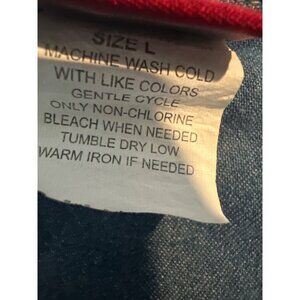 SIZE L
MACHINE WASH COLD
WITH LIKE COLORS
GENTLE CYCLE
ONLY NON-CHLORINE
BLEACH WHEN NEEDED
TUMBLE DRY LOW
WARM IRON IF NEEDED